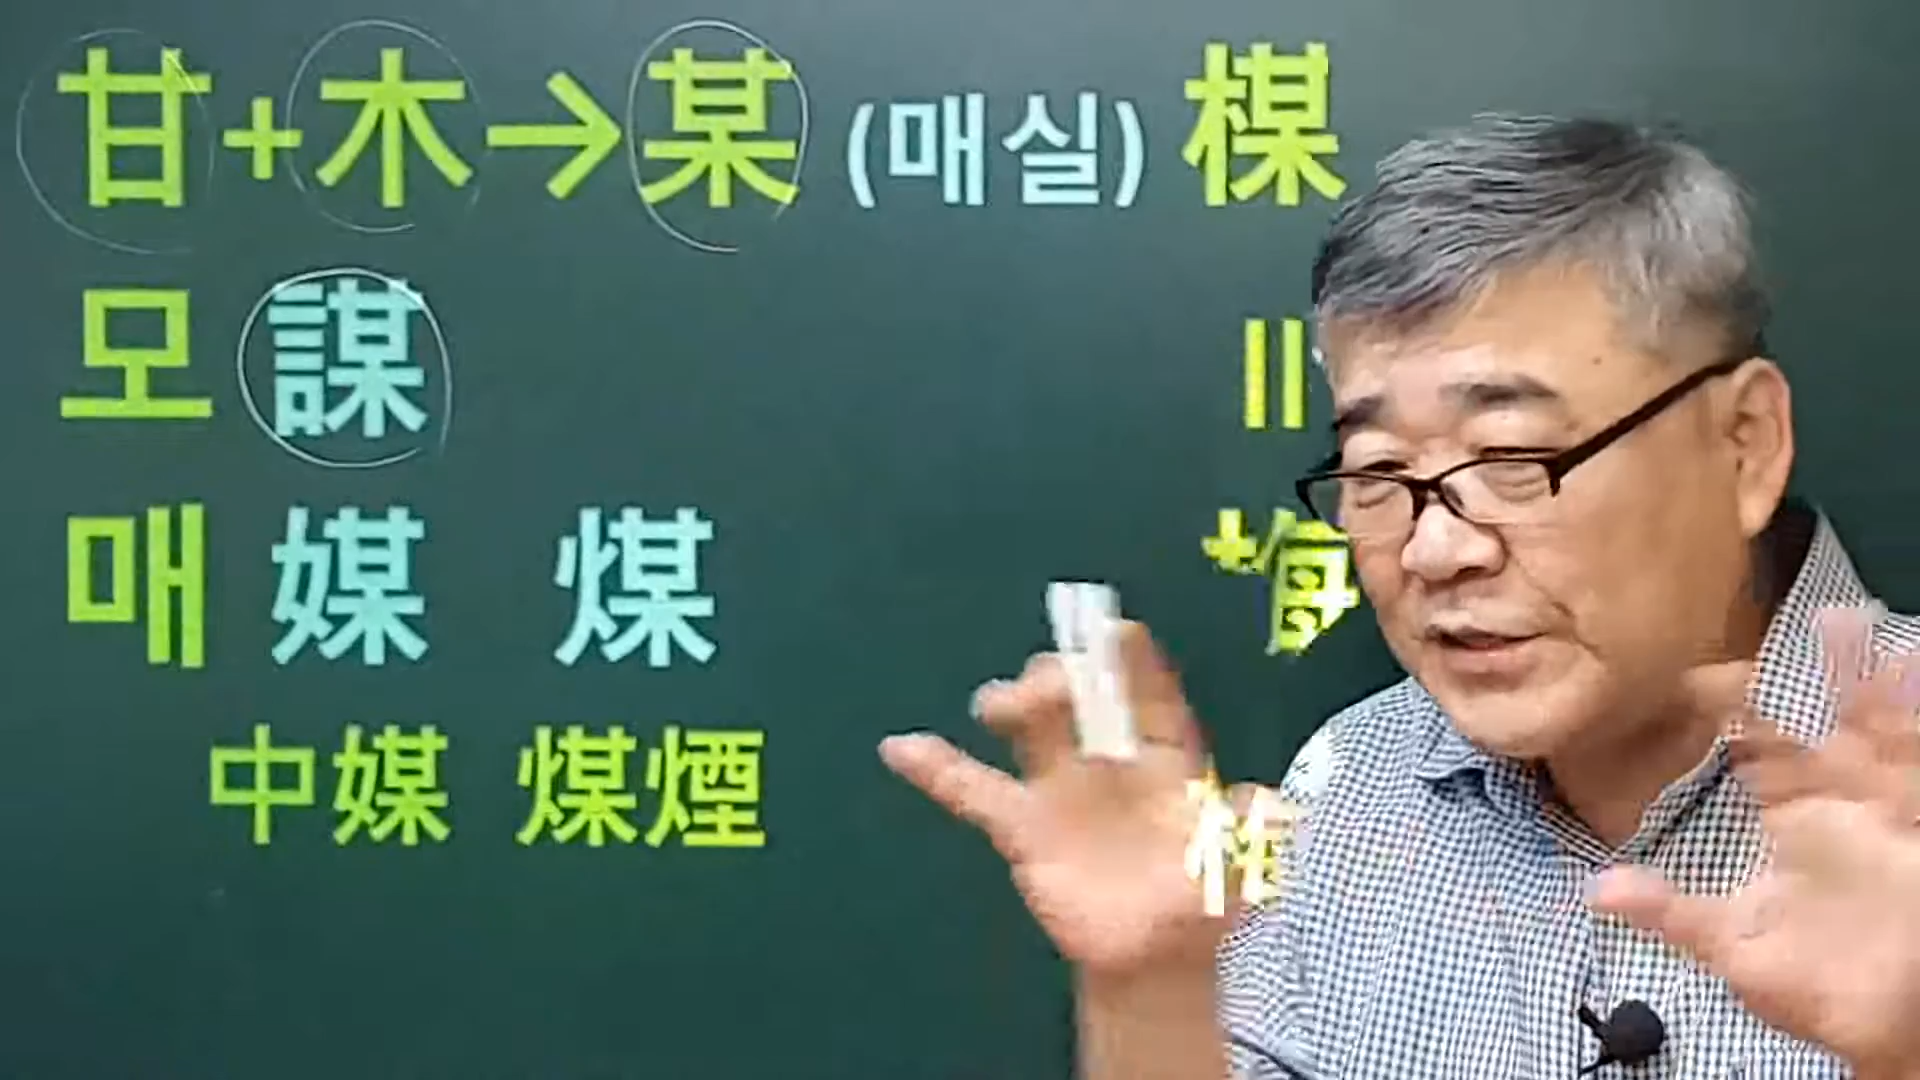 甘+木→某 (매실) 楳
모 謀 =
매 媒 煤
中媒 煤煙